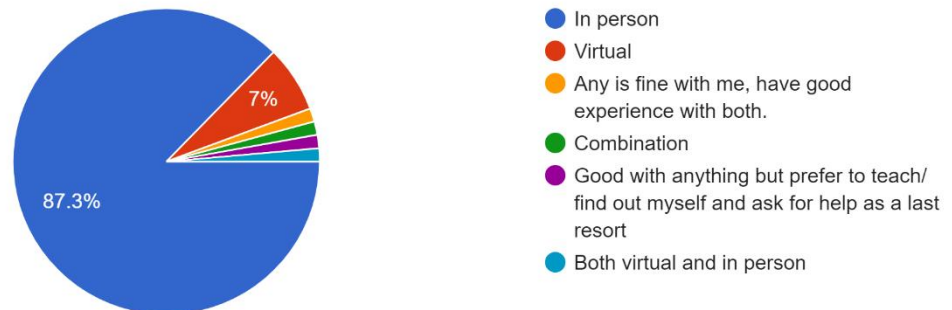 7%
87.3%
In person
Virtual
Any is fine with me, have good
experience with both.
Combination
Good with anything but prefer to teach/
find out myself and ask for help as a last
resort
Both virtual and in person